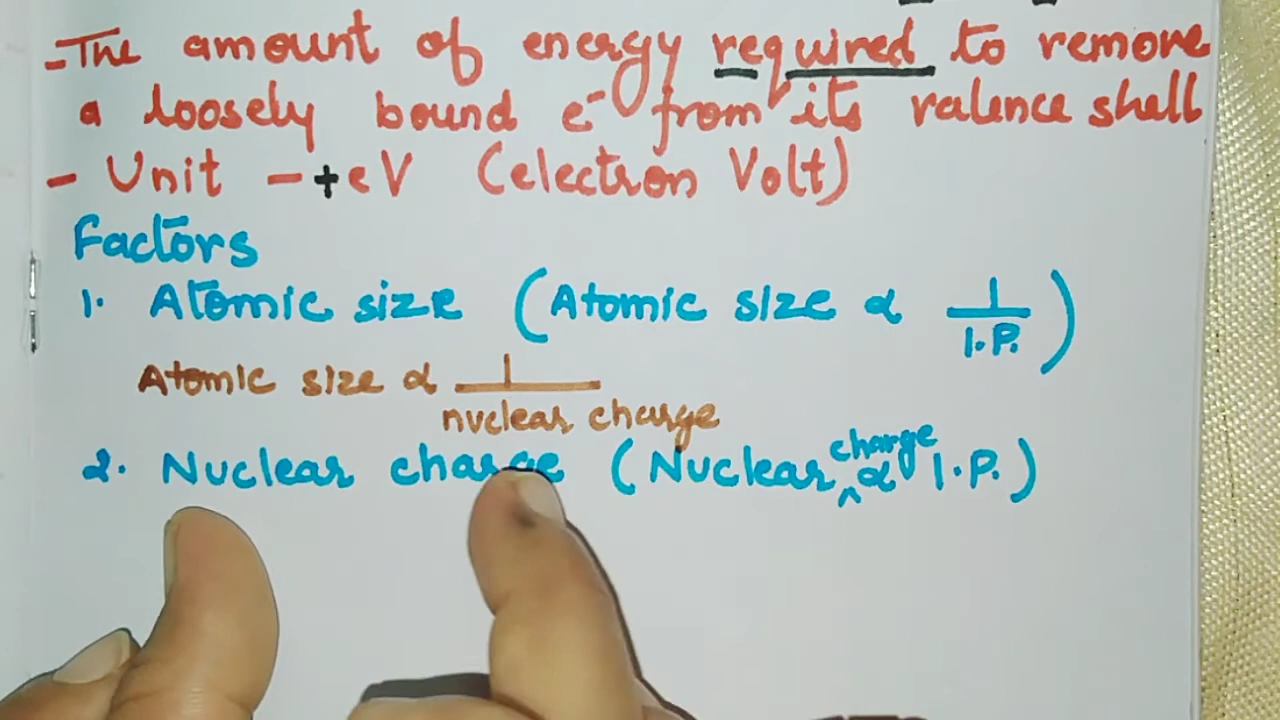 - The amount of energy required to remove
a loosely bound e⁻ from its valence shell
- Unit - +eV (electron Volt)
Factors
1. Atomic size (Atomic size ∝ 1/I.P.)
Atomic size ∝ 1/nuclear charge
2. Nuclear charge (Nuclear charge ∝ I.P.)